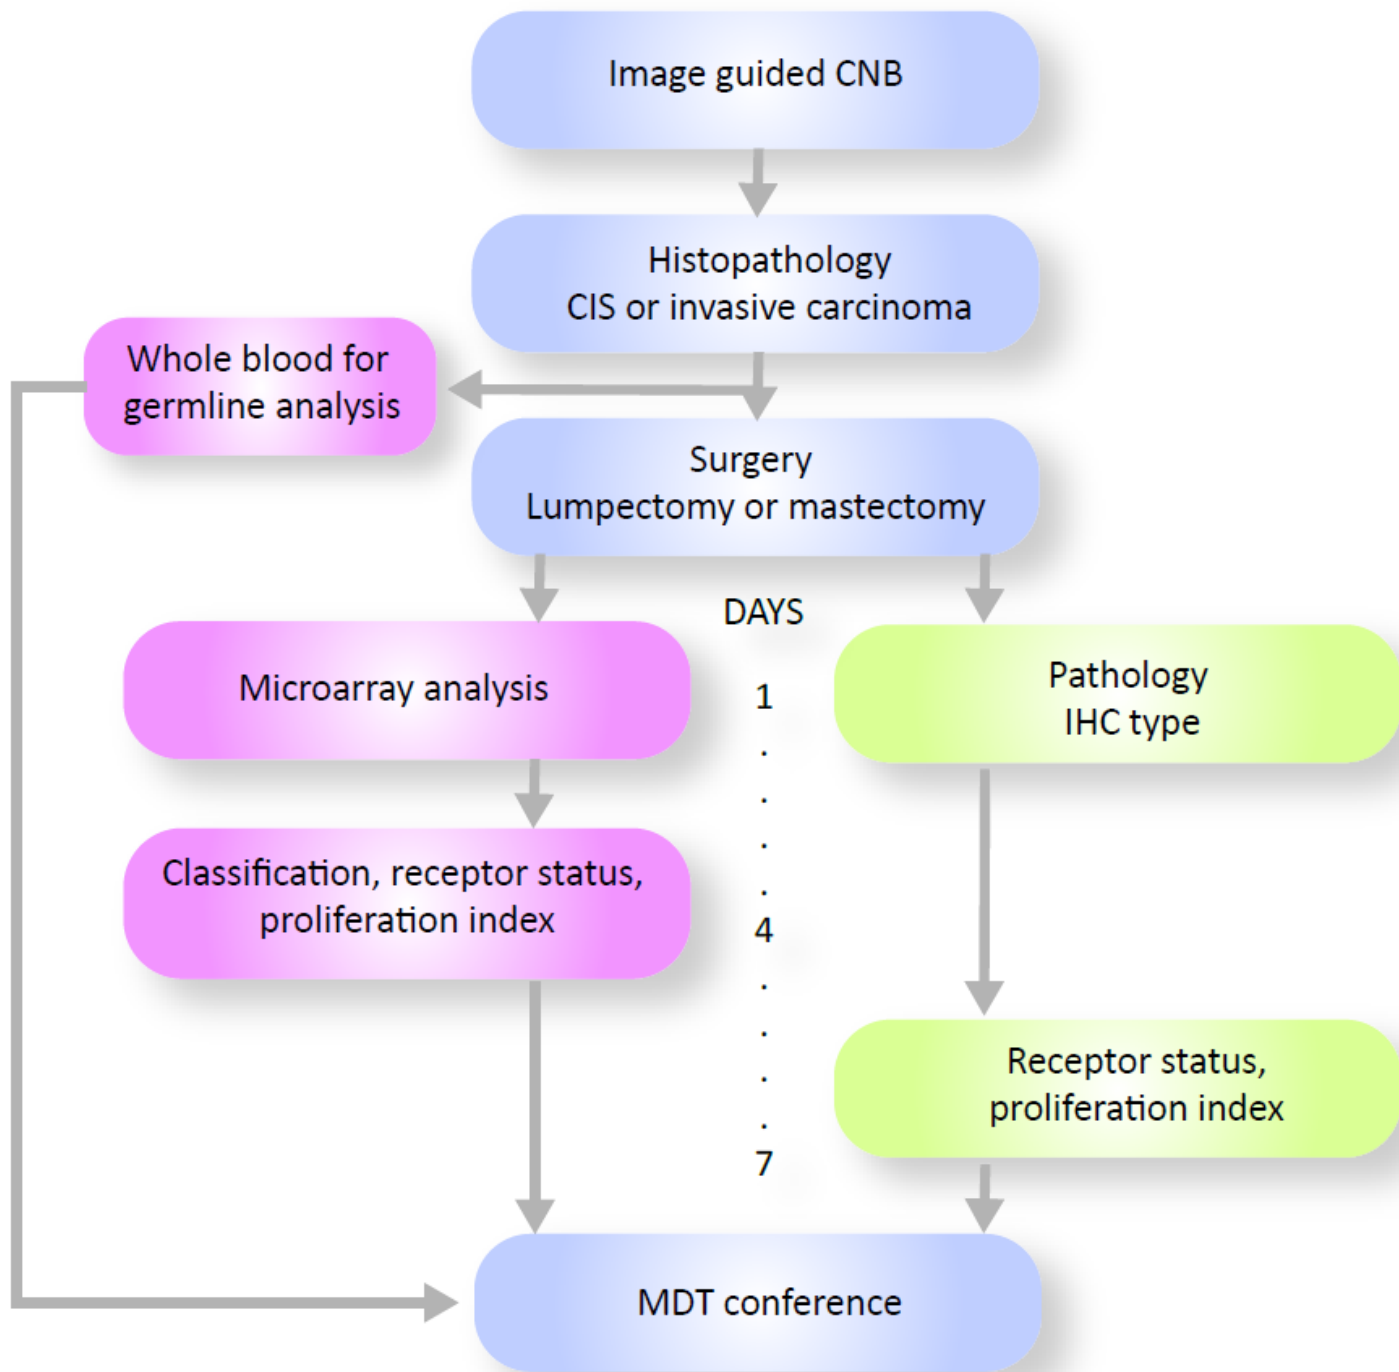 Image guided CNB
Histopathology
CIS or invasive carcinoma
Whole blood for
germline analysis
Surgery
Lumpectomy or mastectomy
DAYS
Microarray analysis
1
.
.
.
.
4
.
.
.
.
7
Pathology
IHC type
Classification, receptor status,
proliferation index
Receptor status,
proliferation index
MDT conference